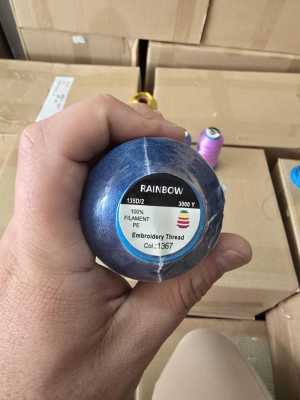 RAINBOW
135D/2 3000 Y
100%
FILAMENT
PE
Embroidery Thread
Col.:1367